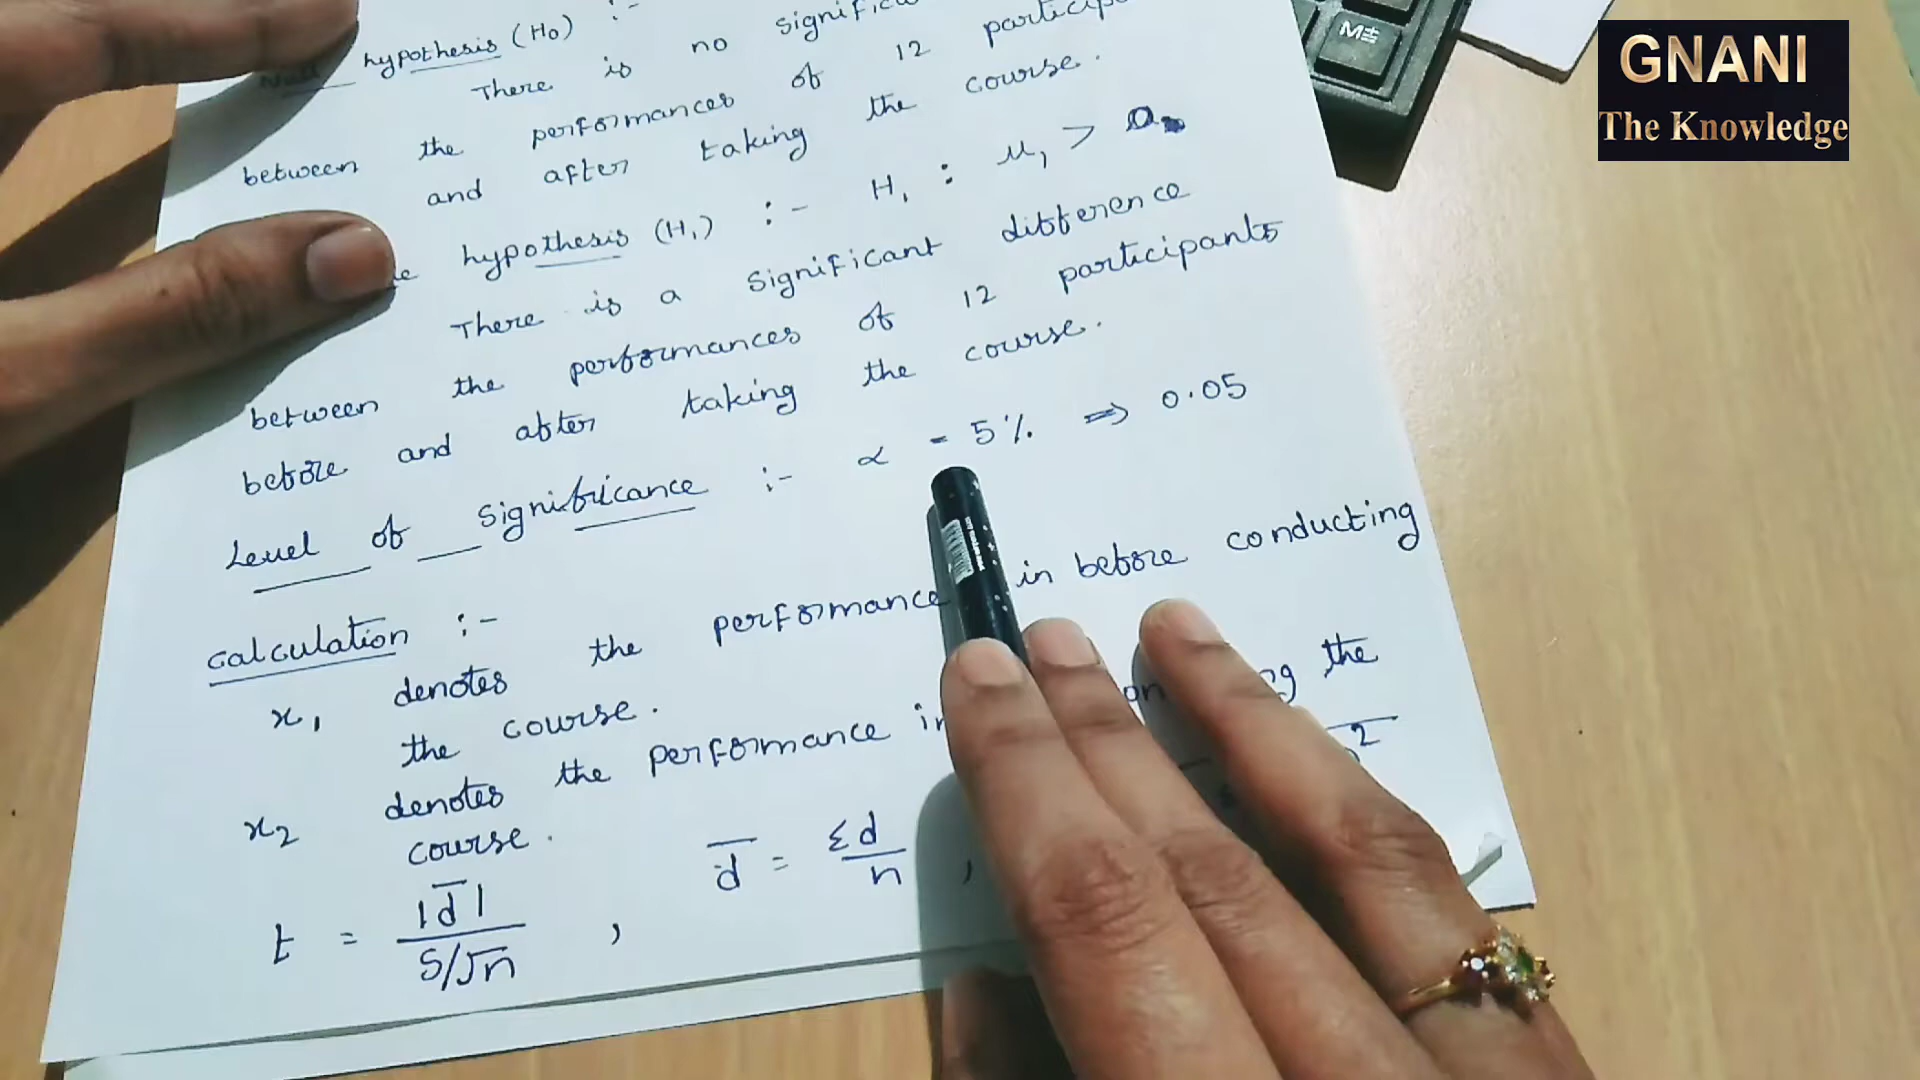 hypothesis (H0) :-
There is no
between the performances of 12
and after taking the course.
hypothesis (H1) :- H1 : μ1 > 0
There is a significant difference
between the performances of 12 participants
before and after taking the course.
Level of significance :- α = 5% ⇒ 0.05
calculation :-
x1 denotes the performance in before conducting
the course.
x2 denotes the performance the
course.
t = |d̅| / S/√n , d̅ = Σd / n ,
M±
GNANI
The Knowledge